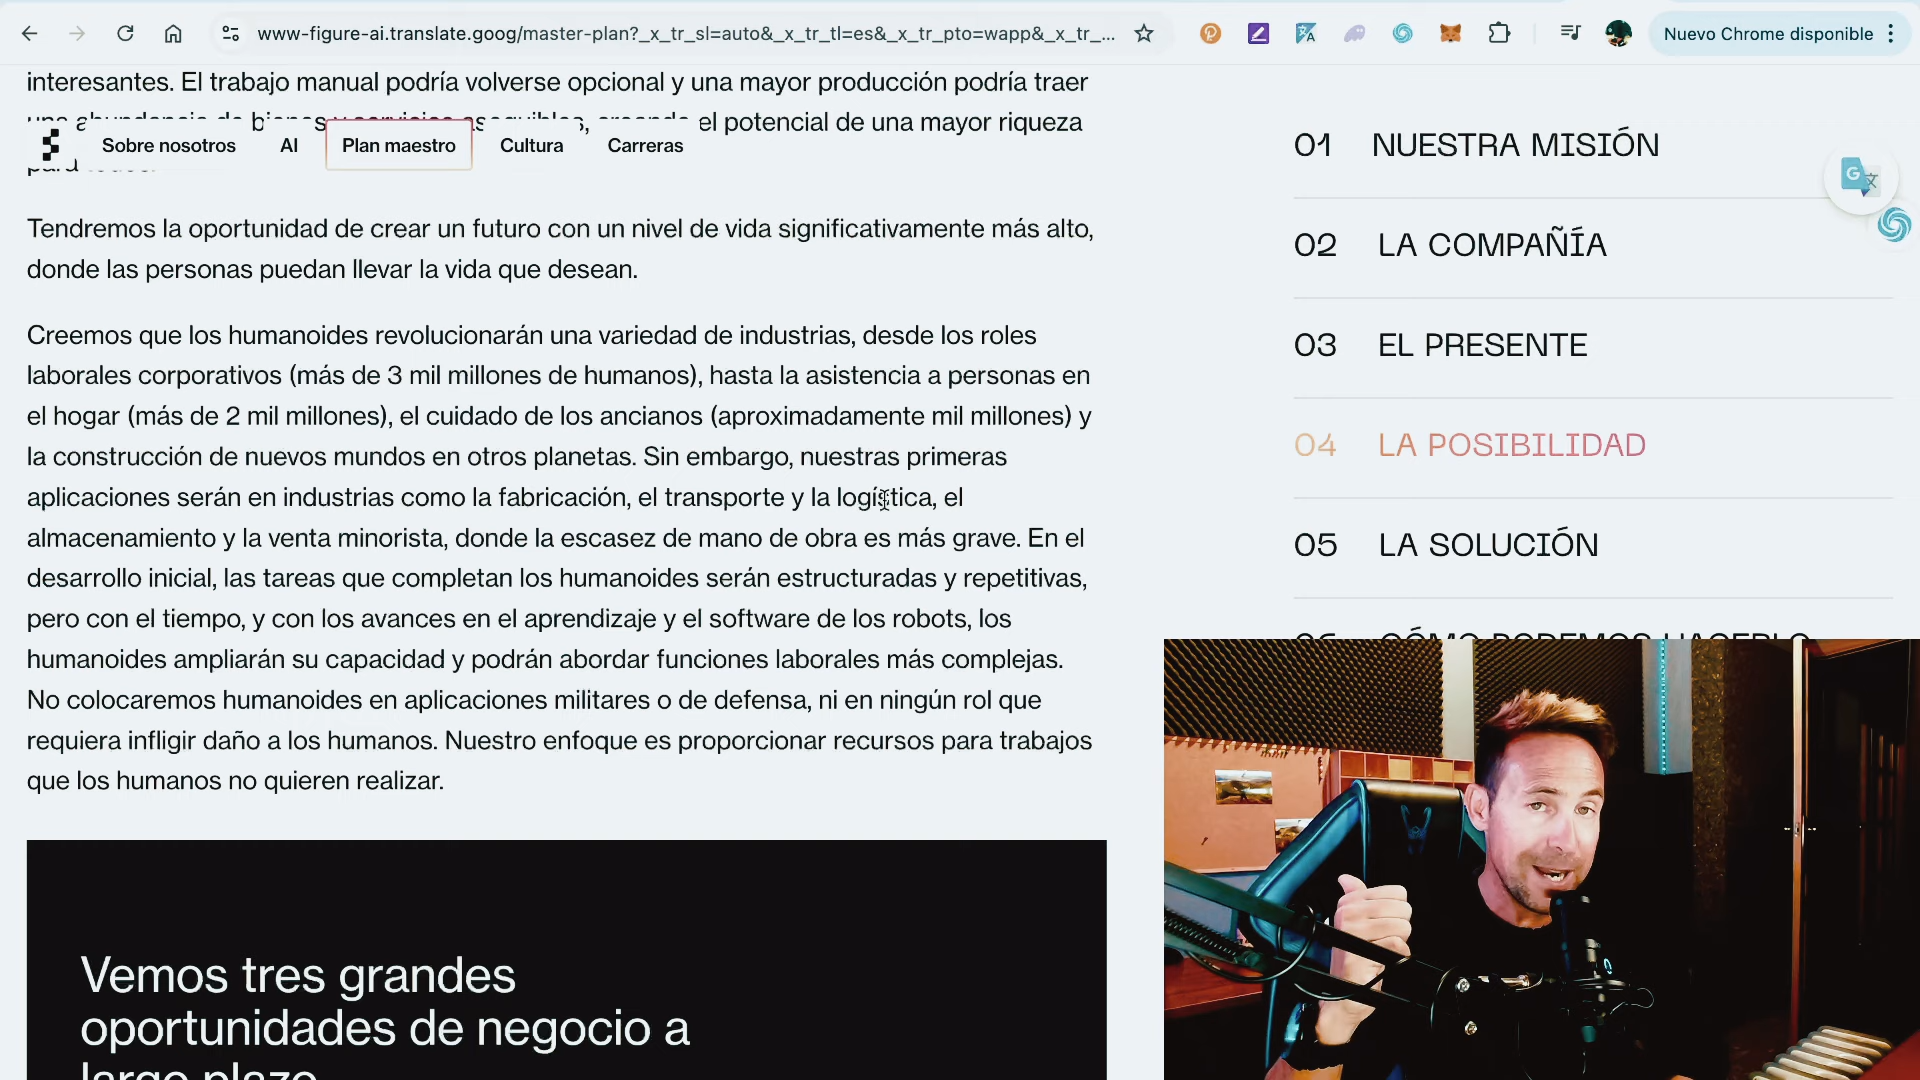 www-figure-ai.translate.goog/master-plan?_x_tr_sl=auto&_x_tr_tl=es&_x_tr_pto=wapp&_x_tr_...
Nuevo Chrome disponible
interesantes. El trabajo manual podría volverse opcional y una mayor producción podría traer
una abundancia de bienes y servicios asequibles, creando el potencial de una mayor riqueza
para todos.
Sobre nosotros
AI
Plan maestro
Cultura
Carreras
Tendremos la oportunidad de crear un futuro con un nivel de vida significativamente más alto,
donde las personas puedan llevar la vida que desean.
Creemos que los humanoides revolucionarán una variedad de industrias, desde los roles
laborales corporativos (más de 3 mil millones de humanos), hasta la asistencia a personas en
el hogar (más de 2 mil millones), el cuidado de los ancianos (aproximadamente mil millones) y
la construcción de nuevos mundos en otros planetas. Sin embargo, nuestras primeras
aplicaciones serán en industrias como la fabricación, el transporte y la logística, el
almacenamiento y la venta minorista, donde la escasez de mano de obra es más grave. En el
desarrollo inicial, las tareas que completan los humanoides serán estructuradas y repetitivas,
pero con el tiempo, y con los avances en el aprendizaje y el software de los robots, los
humanoides ampliarán su capacidad y podrán abordar funciones laborales más complejas.
No colocaremos humanoides en aplicaciones militares o de defensa, ni en ningún rol que
requiera infligir daño a los humanos. Nuestro enfoque es proporcionar recursos para trabajos
que los humanos no quieren realizar.
Vemos tres grandes
oportunidades de negocio a
largo plazo
01 NUESTRA MISIÓN
02 LA COMPAÑÍA
03 EL PRESENTE
04 LA POSIBILIDAD
05 LA SOLUCIÓN
06 CÓMO PODEMOS HACERLO